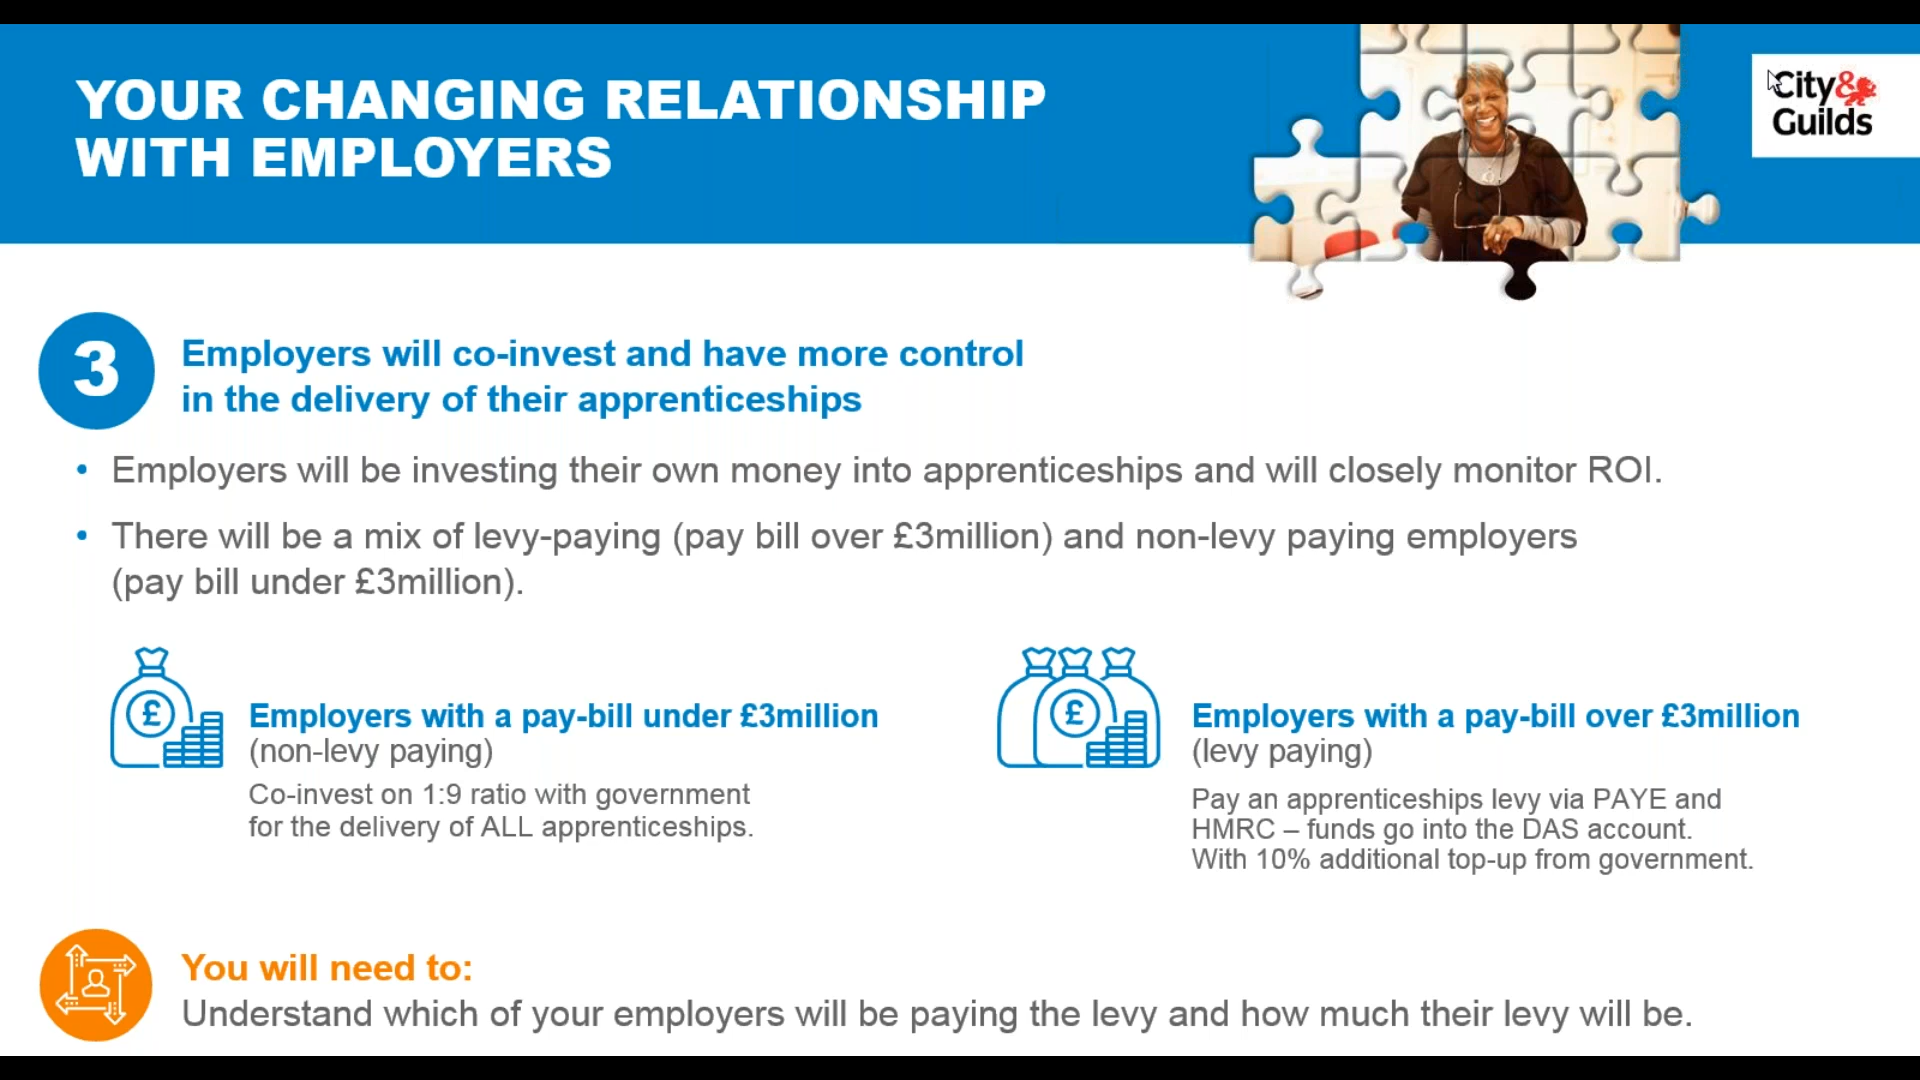 YOUR CHANGING RELATIONSHIP
WITH EMPLOYERS
City&
Guilds
3
Employers will co-invest and have more control
in the delivery of their apprenticeships
• Employers will be investing their own money into apprenticeships and will closely monitor ROI.
• There will be a mix of levy-paying (pay bill over £3million) and non-levy paying employers
(pay bill under £3million).
£
Employers with a pay-bill under £3million
(non-levy paying)
Co-invest on 1:9 ratio with government
for the delivery of ALL apprenticeships.
£
Employers with a pay-bill over £3million
(levy paying)
Pay an apprenticeships levy via PAYE and
HMRC – funds go into the DAS account.
With 10% additional top-up from government.
You will need to:
Understand which of your employers will be paying the levy and how much their levy will be.